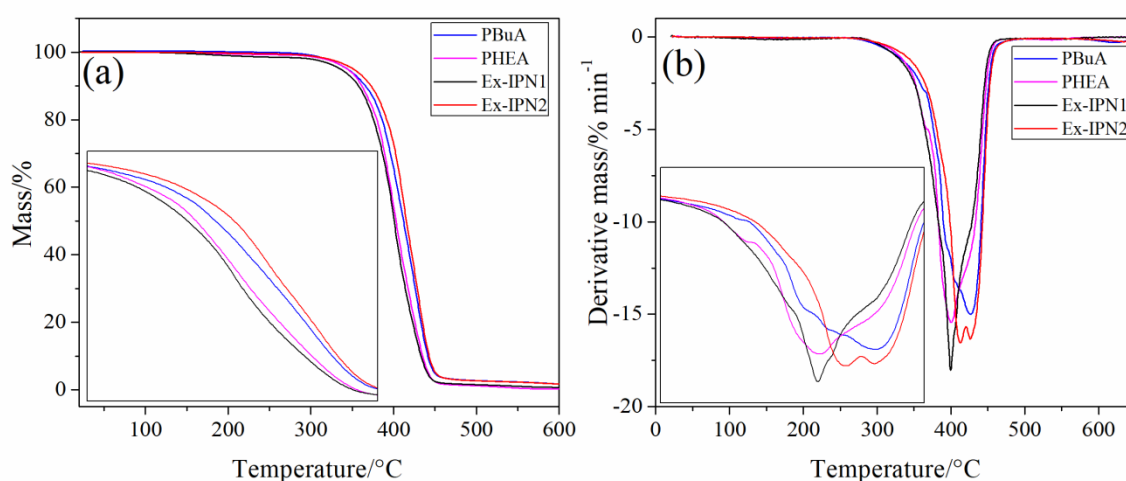 (a)
PBuA
PHEA
Ex-IPN1
Ex-IPN2
Mass/%
100
80
60
40
20
0
100
200
300
400
500
600
Temperature/°C
(b)
PBuA
PHEA
Ex-IPN1
Ex-IPN2
Derivative mass/% min⁻¹
0
-5
-10
-15
-20
0
100
200
300
400
500
600
Temperature/°C